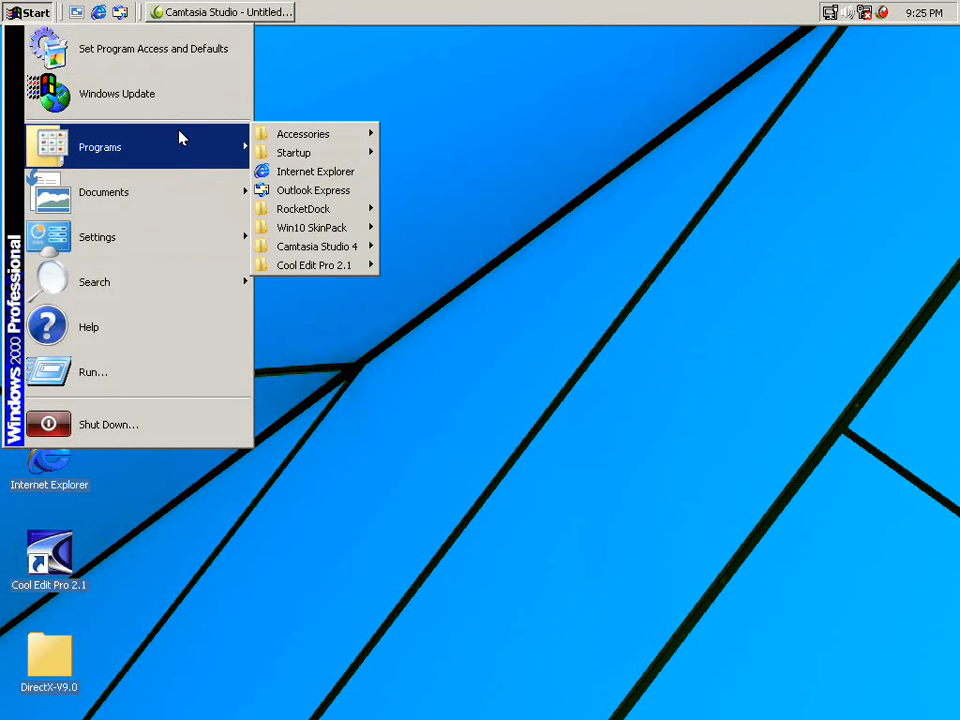 Start
Camtasia Studio - Untitled...
9:25 PM
Set Program Access and Defaults
Windows Update
Programs
Documents
Settings
Search
Help
Run...
Shut Down...
Windows 2000 Professional
Accessories
Startup
Internet Explorer
Outlook Express
RocketDock
Win10 SkinPack
Camtasia Studio 4
Cool Edit Pro 2.1
Internet Explorer
Cool Edit Pro 2.1
DirectX-V9.0